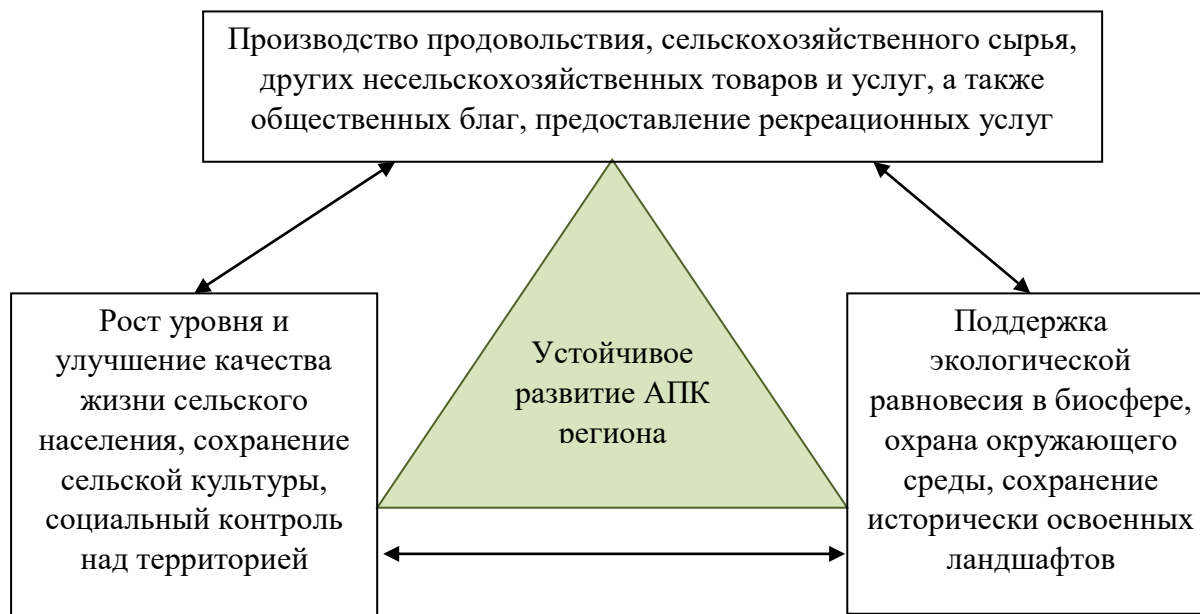 Производство продовольствия, сельскохозяйственного сырья,
других несельскохозяйственных товаров и услуг, а также
общественных благ, предоставление рекреационных услуг
Рост уровня и
улучшение качества
жизни сельского
населения, сохранение
сельской культуры,
социальный контроль
над территорией
Устойчивое
развитие АПК
региона
Поддержка
экологической
равновесия в биосфере,
охрана окружающего
среды, сохранение
исторически освоенных
ландшафтов